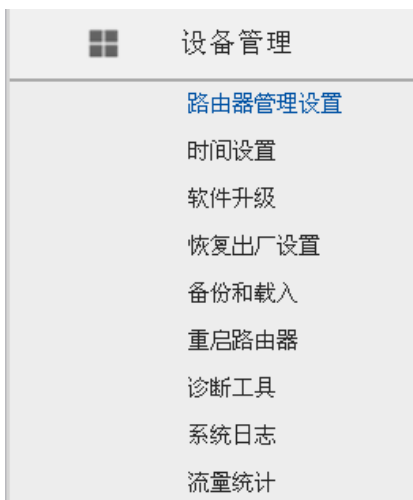 设备管理
路由器管理设置
时间设置
软件升级
恢复出厂设置
备份和载入
重启路由器
诊断工具
系统日志
流量统计